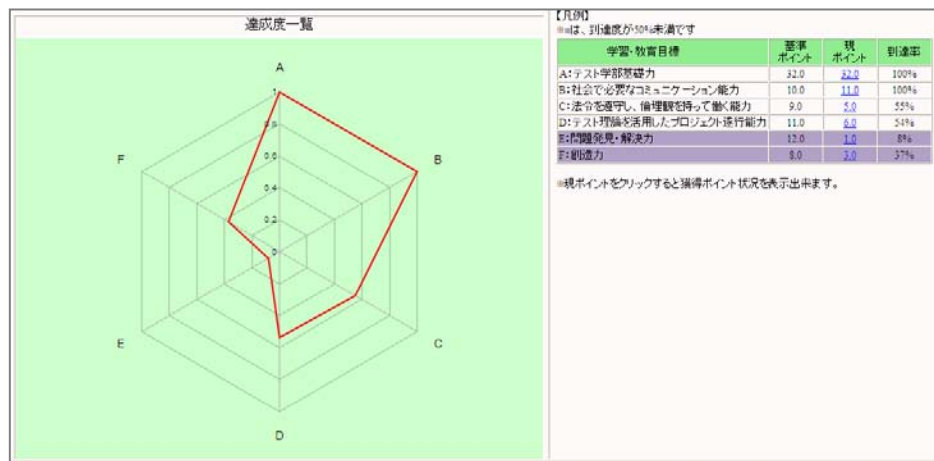 達成度一覧
A
B
C
D
E
F
1
0.8
0.6
0.4
0.2
0
【凡例】
※■は、到達度が50%未満です
学習・教育目標 基準ポイント 現ポイント 到達率
A:テスト学部基礎力 32.0 32.0 100%
B:社会で必要なコミュニケーション能力 10.0 11.0 100%
C:法令を遵守し、倫理観を持って働く能力 9.0 5.0 55%
D:テスト理論を活用したプロジェクト遂行能力 11.0 6.0 54%
E:問題発見・解決力 12.0 1.0 8%
F:創造力 8.0 3.0 37%
※現ポイントをクリックすると獲得ポイント状況を表示出来ます。